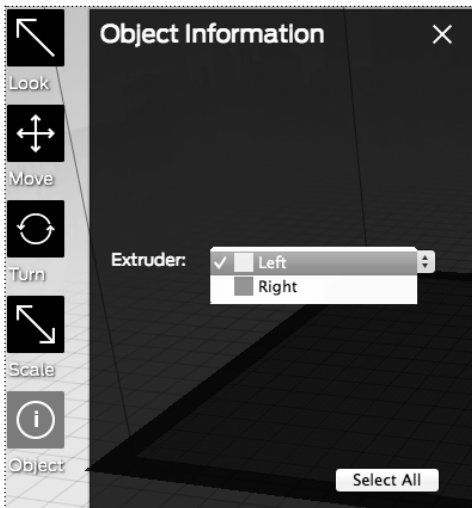 Object Information
Look
Move
Turn
Scale
Object
Extruder:
Left
Right
Select All